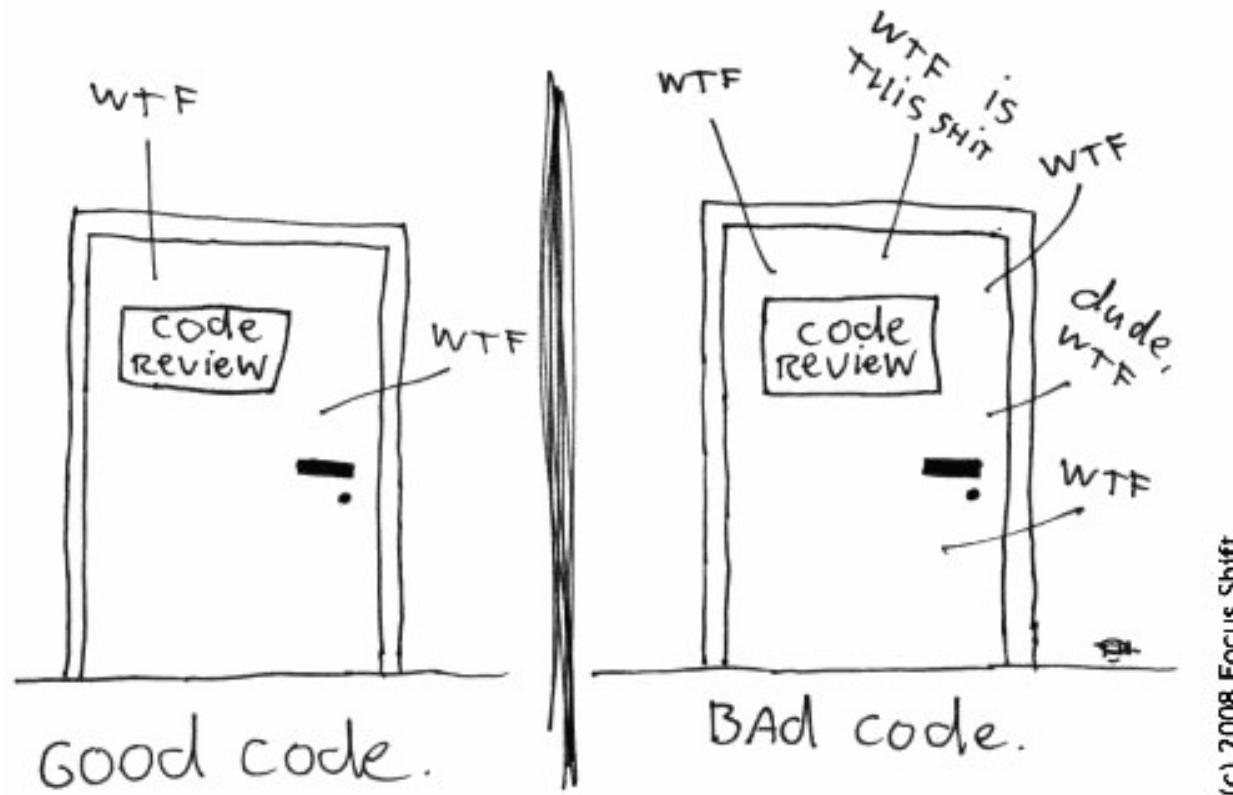 WTF
code
REVIEW
WTF
GOOD CODE.
WTF
WTF is
THIS SHIT
WTF
code
REVIEW
dude,
WTF
WTF
BAD CODE.
(c) 2008 Focus Shift